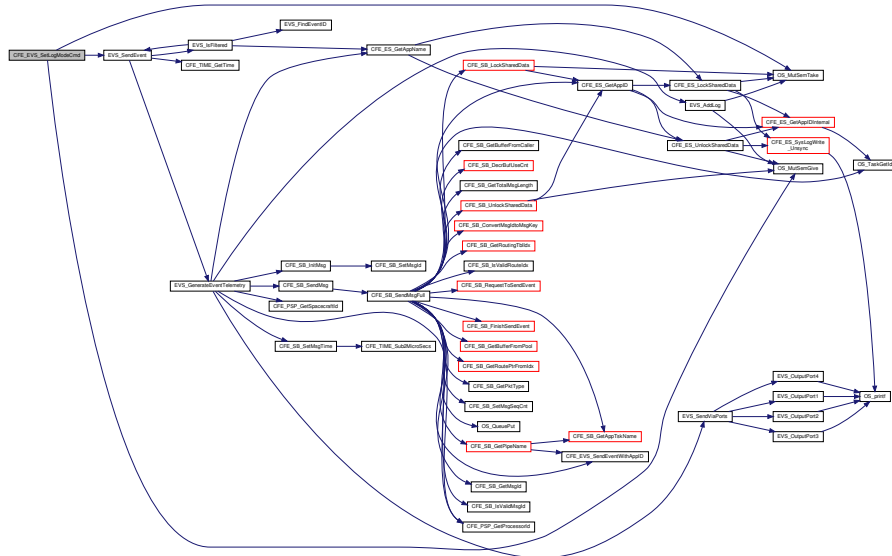 CFE_EVS_SetLogModeCmd
EVS_SendEvent
EVS_IsFiltered
CFE_TIME_GetTime
EVS_FindEventID
CFE_ES_GetAppName
CFE_SB_LockSharedData
CFE_ES_GetAppID
CFE_ES_LockSharedData
OS_MutSemTake
EVS_AddLog
CFE_ES_GetAppIDInternal
CFE_ES_UnlockSharedData
CFE_ES_SysLogWrite
_Unsync
OS_MutSemGive
OS_TaskGetId
CFE_SB_GetBufferFromCaller
CFE_SB_DecrBufUseCnt
CFE_SB_GetTotalMsgLength
CFE_SB_UnlockSharedData
CFE_SB_ConvertMsgIdtoMsgKey
CFE_SB_GetRoutingTblIdx
CFE_SB_IsValidRouteIdx
CFE_SB_RequestToSendEvent
EVS_GenerateEventTelemetry
CFE_SB_InitMsg
CFE_SB_SetMsgId
CFE_SB_SendMsg
CFE_SB_SendMsgFull
CFE_PSP_GetSpacecraftId
CFE_SB_SetMsgTime
CFE_TIME_Sub2MicroSecs
CFE_SB_FinishSendEvent
CFE_SB_GetBufferFromPool
CFE_SB_GetRoutePtrFromIdx
CFE_SB_GetPktType
CFE_SB_SetMsgSeqCnt
OS_QueuePut
CFE_SB_GetPipeName
CFE_SB_GetAppTskName
CFE_EVS_SendEventWithAppID
CFE_SB_GetMsgId
CFE_SB_IsValidMsgId
CFE_PSP_GetProcessorId
EVS_SendViaPorts
EVS_OutputPort4
EVS_OutputPort1
EVS_OutputPort2
EVS_OutputPort3
OS_printf